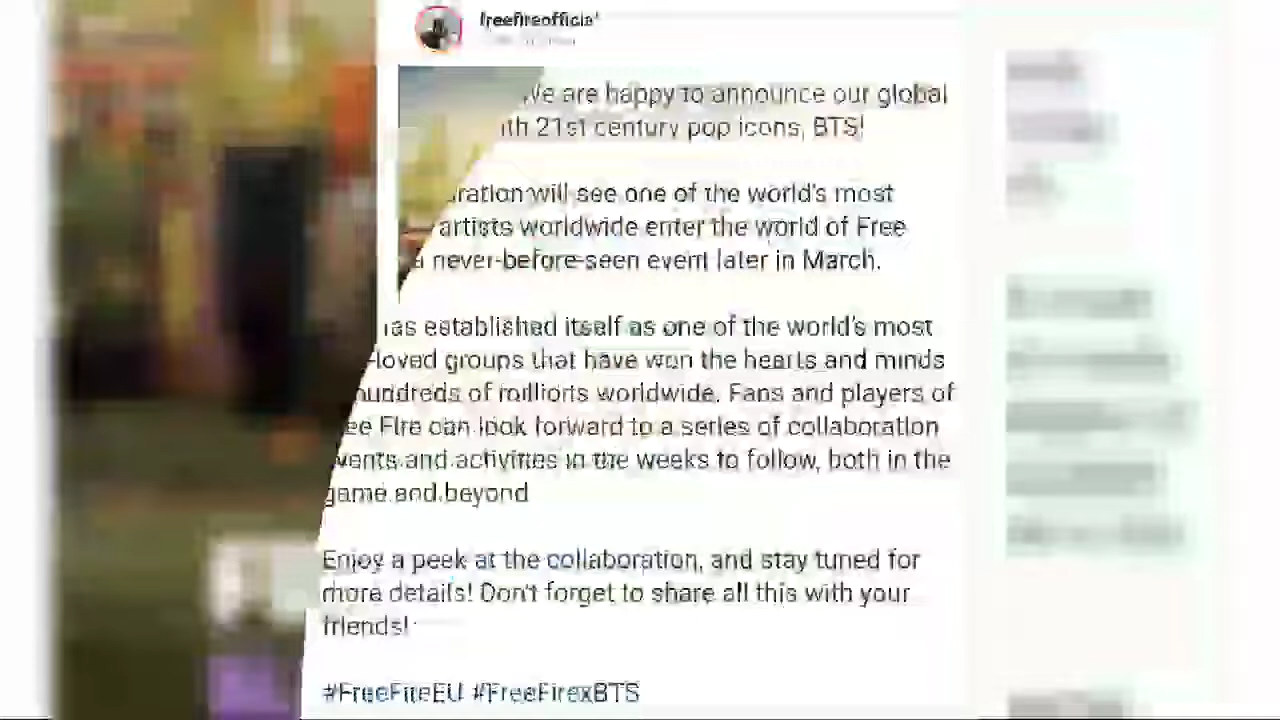 freefireofficial
We are happy to announce our global
21st century pop icons, BTS!
will see one of the world's most
artists worldwide enter the world of Free
a never-before-seen event later in March.
has established itself as one of the world's most
-loved groups that have won the hearts and minds
hundreds of millions worldwide. Fans and players of
Fire can look forward to a series of collaboration
events and activities in the weeks to follow, both in the
game and beyond
Enjoy a peek at the collaboration, and stay tuned for
more details! Don't forget to share all this with your
friends!
#FreeFireEU #FreeFirexBTS